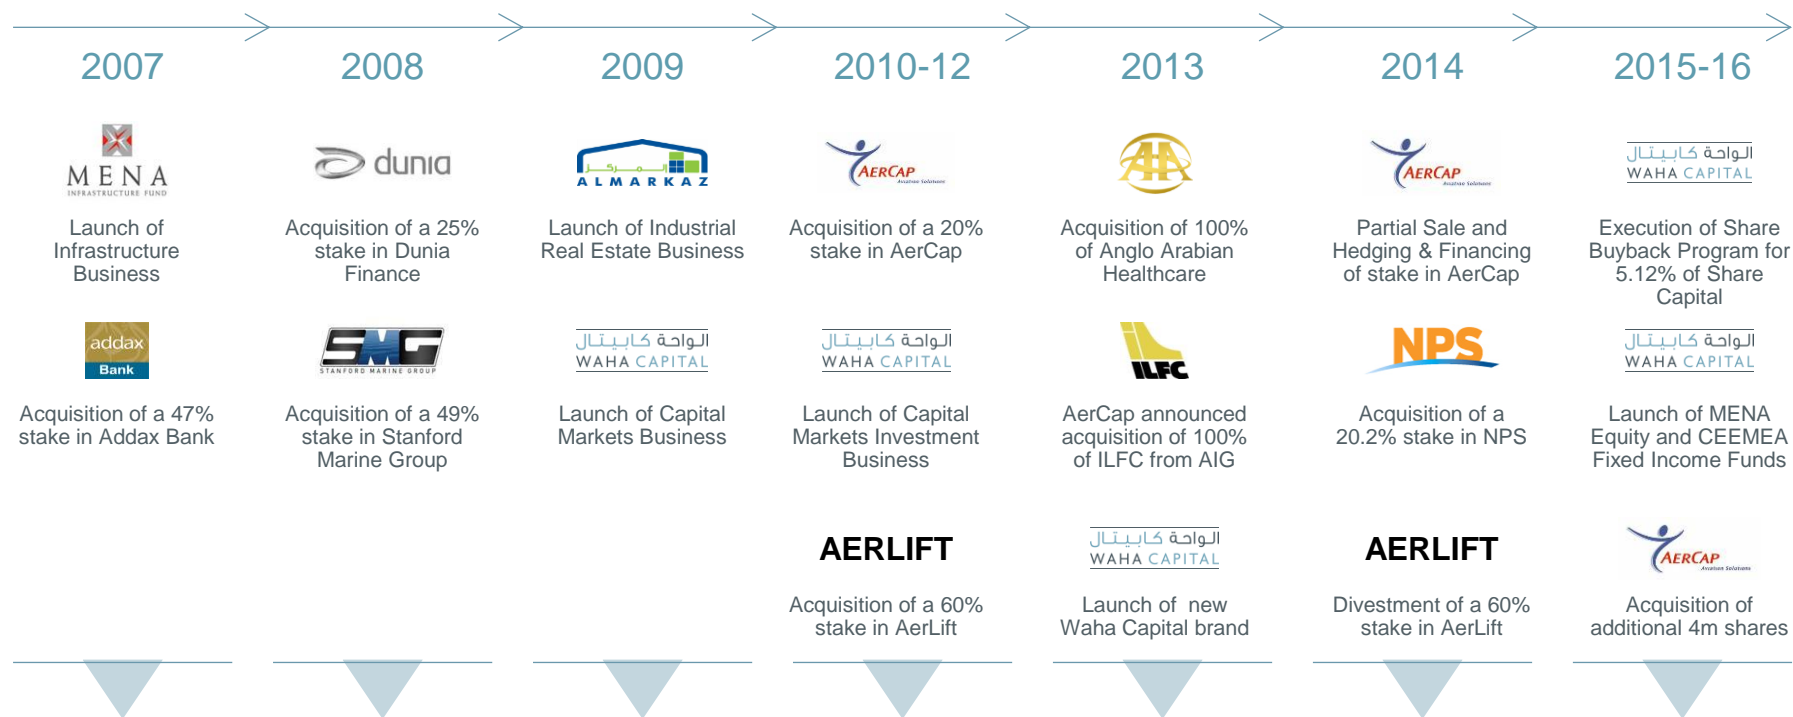 2007
2008
2009
2010-12
2013
2014
2015-16
MENA
INFRASTRUCTURE FUND
Launch of
Infrastructure
Business
addax
Bank
Acquisition of a 47%
stake in Addax Bank
dunia
Acquisition of a 25%
stake in Dunia
Finance
SMG
STANFORD MARINE GROUP
Acquisition of a 49%
stake in Stanford
Marine Group
المركز
ALMARKAZ
Launch of Industrial
Real Estate Business
الواحة كابيتال
WAHA CAPITAL
Launch of Capital
Markets Business
AERCAP
Aviation Solutions
Acquisition of a 20%
stake in AerCap
الواحة كابيتال
WAHA CAPITAL
Launch of Capital
Markets Investment
Business
AERLIFT
Acquisition of a 60%
stake in AerLift
AHA
Acquisition of 100%
of Anglo Arabian
Healthcare
ILFC
AerCap announced
acquisition of 100%
of ILFC from AIG
الواحة كابيتال
WAHA CAPITAL
Launch of  new
Waha Capital brand
AERCAP
Aviation Solutions
Partial Sale and
Hedging & Financing
of stake in AerCap
NPS
Acquisition of a
20.2% stake in NPS
AERLIFT
Divestment of a 60%
stake in AerLift
الواحة كابيتال
WAHA CAPITAL
Execution of Share
Buyback Program for
5.12% of Share
Capital
الواحة كابيتال
WAHA CAPITAL
Launch of MENA
Equity and CEEMEA
Fixed Income Funds
AERCAP
Aviation Solutions
Acquisition of
additional 4m shares